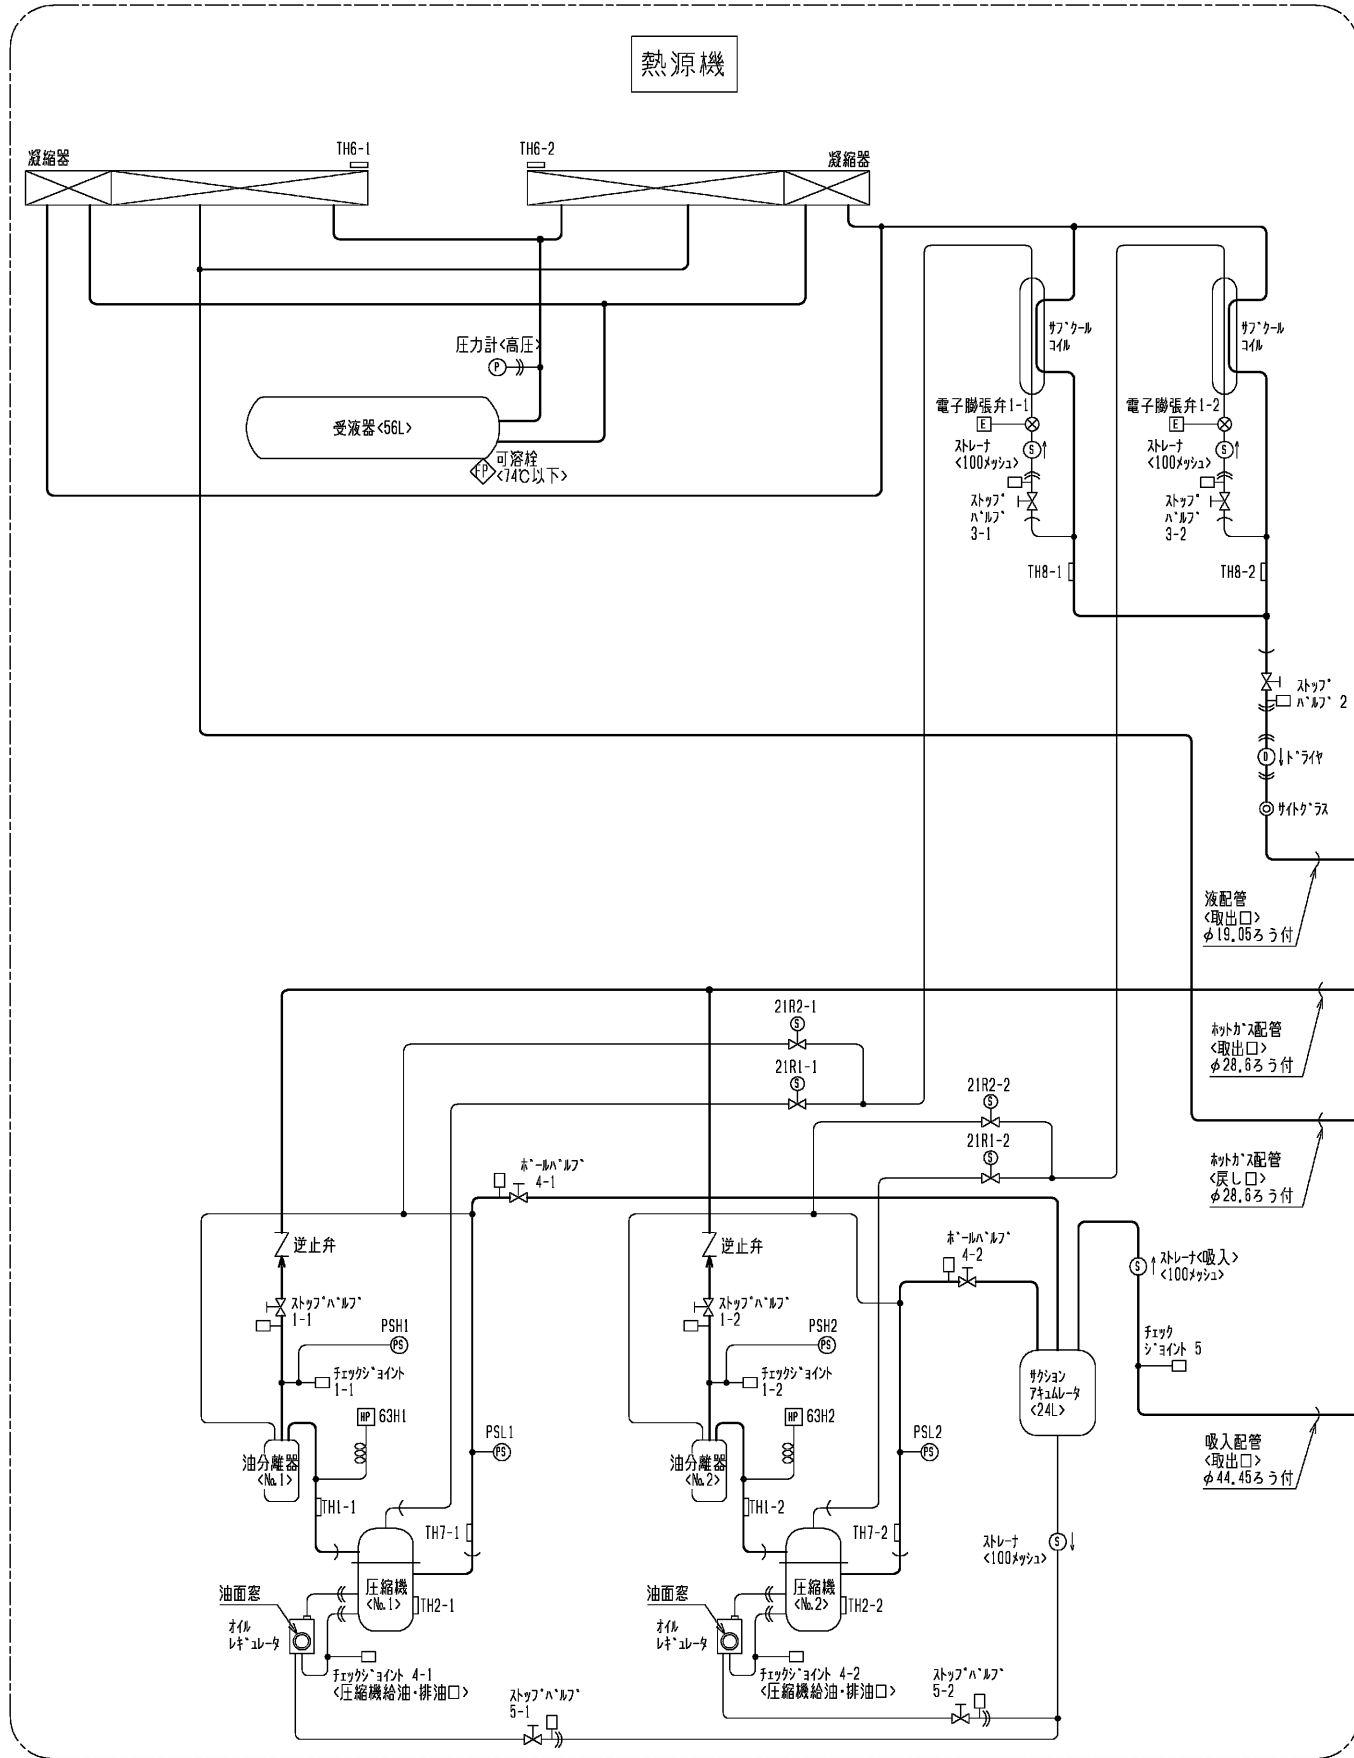 熱源機
凝縮器
TH6-1
TH6-2
凝縮器
サブクール
コイル
サブクール
コイル
圧力計<高圧>
P
受液器<56L>
FP
可溶栓
<74℃以下>
電子膨張弁1-1
E
ストレーナ
<100メッシュ>
S
ストップ
バルブ
3-1
電子膨張弁1-2
E
ストレーナ
<100メッシュ>
S
ストップ
バルブ
3-2
TH8-1
TH8-2
ストップ
バルブ 2
D
ドライヤ
サイトグラス
液配管
<取出口>
φ19.05ろう付
21R2-1
S
21R1-1
S
ホットガス配管
<取出口>
φ28.6ろう付
21R2-2
S
21R1-2
S
ホットガス配管
<戻し口>
φ28.6ろう付
ボールバルブ
4-1
逆止弁
逆止弁
ボールバルブ
4-2
S
ストレーナ<吸入>
<100メッシュ>
ストップバルブ
1-1
PSH1
PS
チェックジョイント
1-1
ストップバルブ
1-2
PSH2
PS
チェックジョイント
1-2
チェック
ジョイント 5
サクション
アキュムレータ
<24L>
HP
63H1
PSL1
PS
HP
63H2
PSL2
PS
吸入配管
<取出口>
φ44.45ろう付
油分離器
<No.1>
油分離器
<No.2>
TH1-1
TH7-1
TH1-2
TH7-2
ストレーナ
<100メッシュ>
S
油面窓
圧縮機
<No.1>
TH2-1
オイル
レギュレータ
油面窓
圧縮機
<No.2>
TH2-2
オイル
レギュレータ
チェックジョイント 4-1
<圧縮機給油・排油口>
チェックジョイント 4-2
<圧縮機給油・排油口>
ストップバルブ
5-1
ストップバルブ
5-2